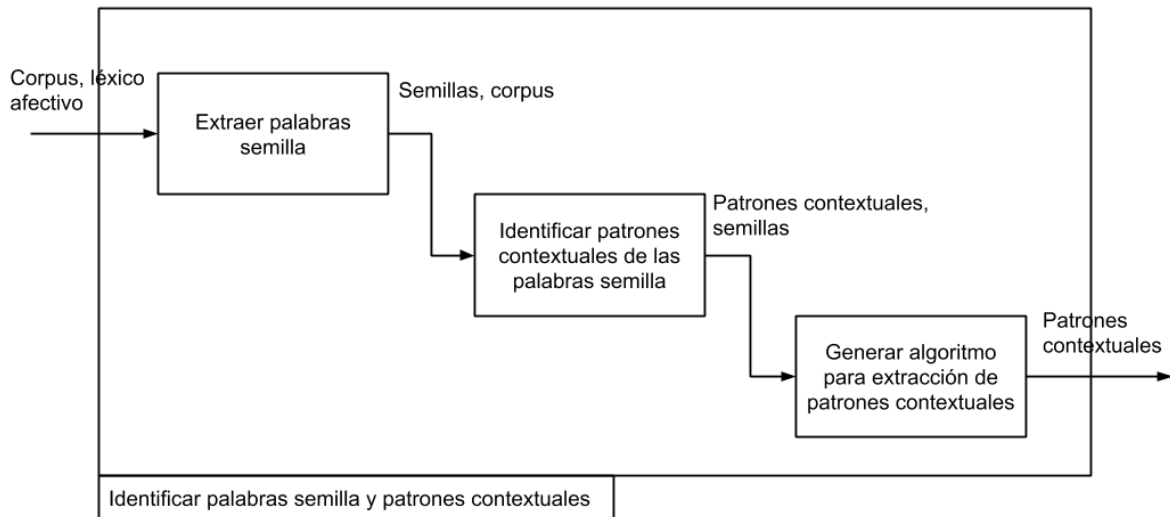 Corpus, léxico
afectivo
Extraer palabras
semilla
Semillas, corpus
Identificar patrones
contextuales de las
palabras semilla
Patrones contextuales,
semillas
Generar algoritmo
para extracción de
patrones contextuales
Patrones
contextuales
Identificar palabras semilla y patrones contextuales